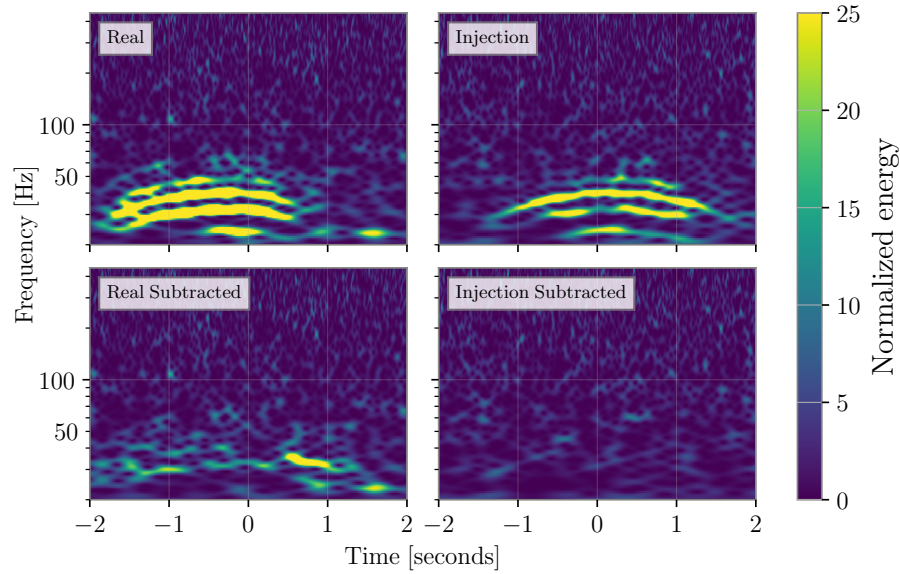 Real
Injection
100
50
Frequency [Hz]
Real Subtracted
Injection Subtracted
100
50
−2
−1
0
1
2
−2
−1
0
1
2
Time [seconds]
25
20
15
10
5
0
Normalized energy